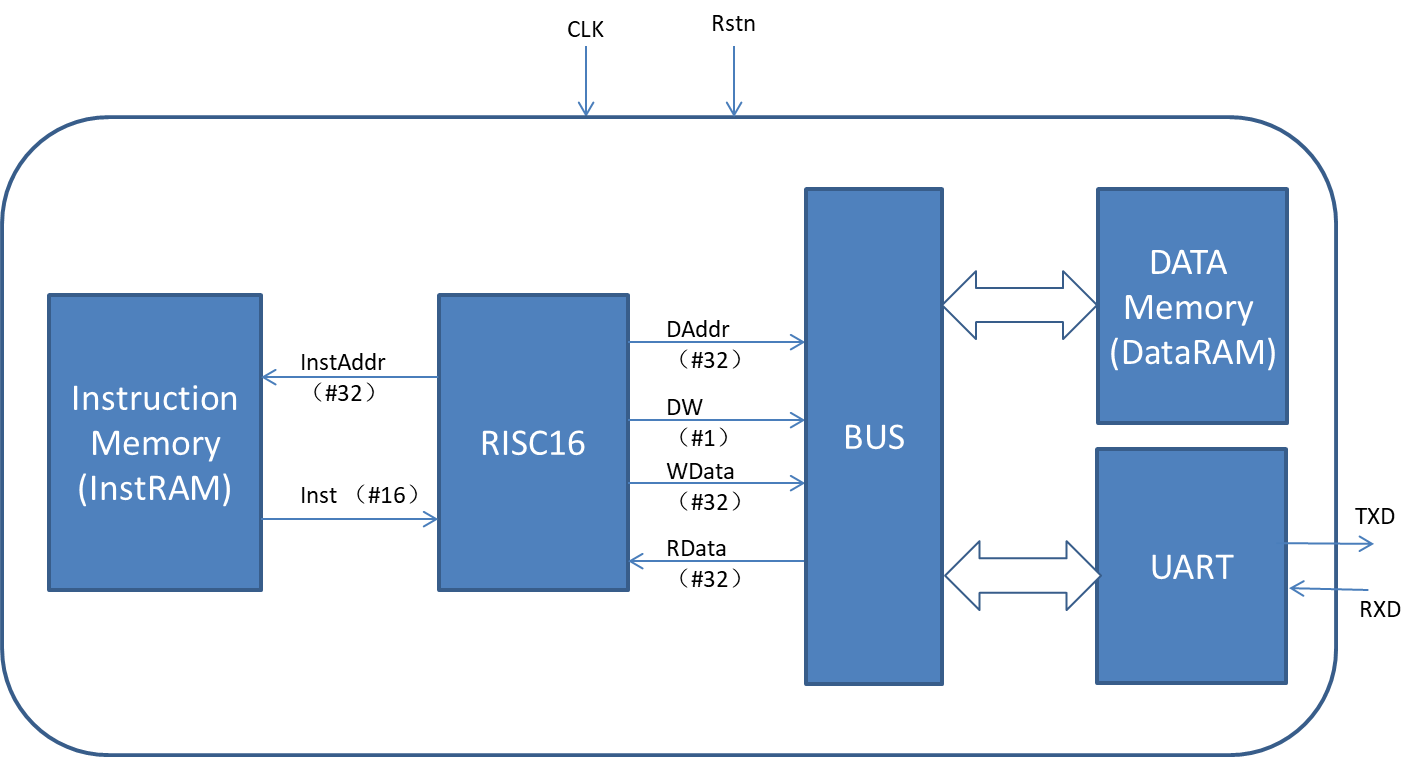 CLK
Rstn
Instruction
Memory
(InstRAM)
InstAddr
（#32）
Inst （#16）
RISC16
DAddr
（#32）
DW
（#1）
WData
（#32）
RData
（#32）
BUS
DATA
Memory
(DataRAM)
UART
TXD
RXD